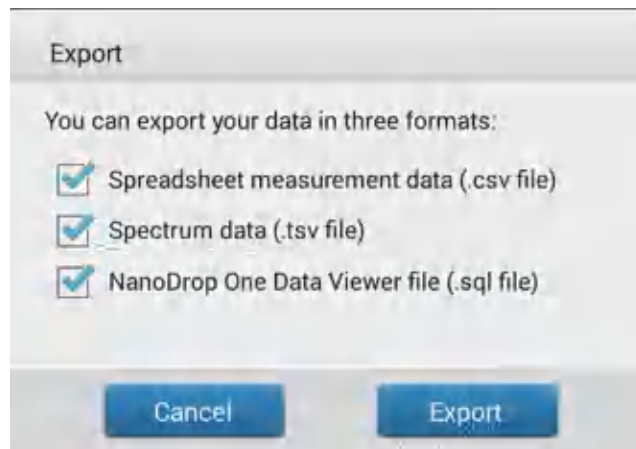 Export
You can export your data in three formats:
Spreadsheet measurement data (.csv file)
Spectrum data (.tsv file)
NanoDrop One Data Viewer file (.sql file)
Cancel
Export